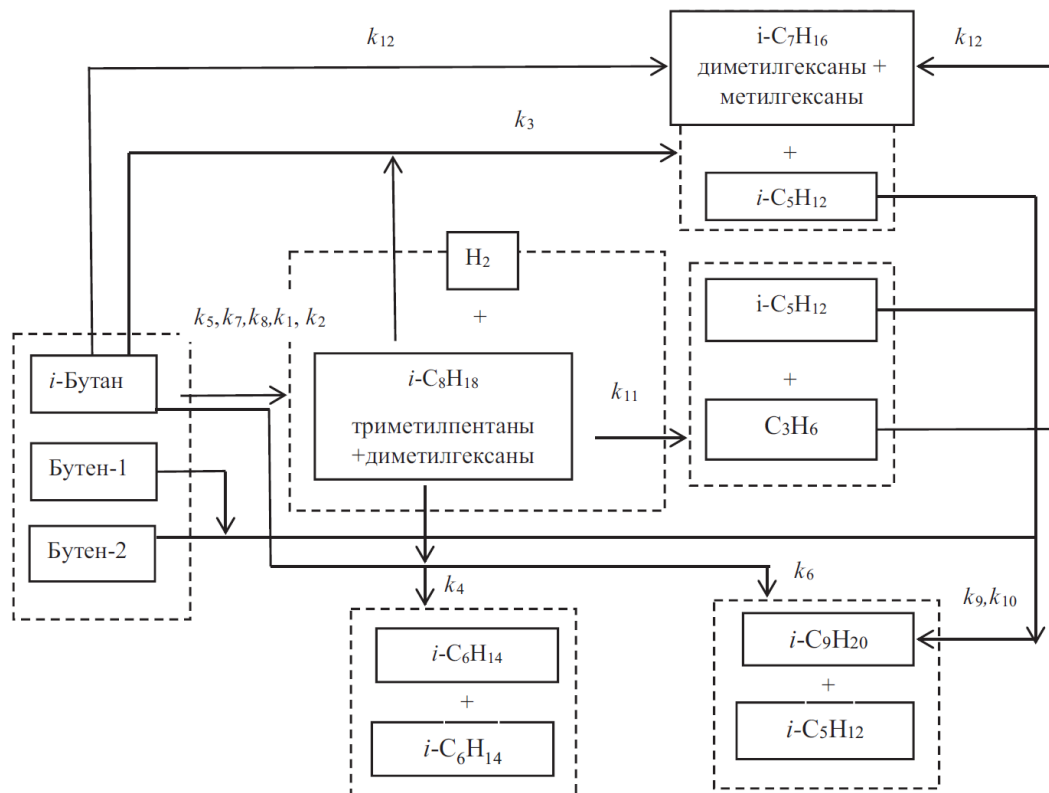 k12
i-C7H16
диметилгексаны +
метилгексаны
k12
k3
+
i-C5H12
H2
+
k5, k7,k8,k1, k2
i-Бутан
Бутен-1
Бутен-2
i-C8H18
триметилпентаны
+диметилгексаны
k11
i-C5H12
+
C3H6
k4
k6
k9,k10
i-C6H14
+
i-C6H14
i-C9H20
+
i-C5H12